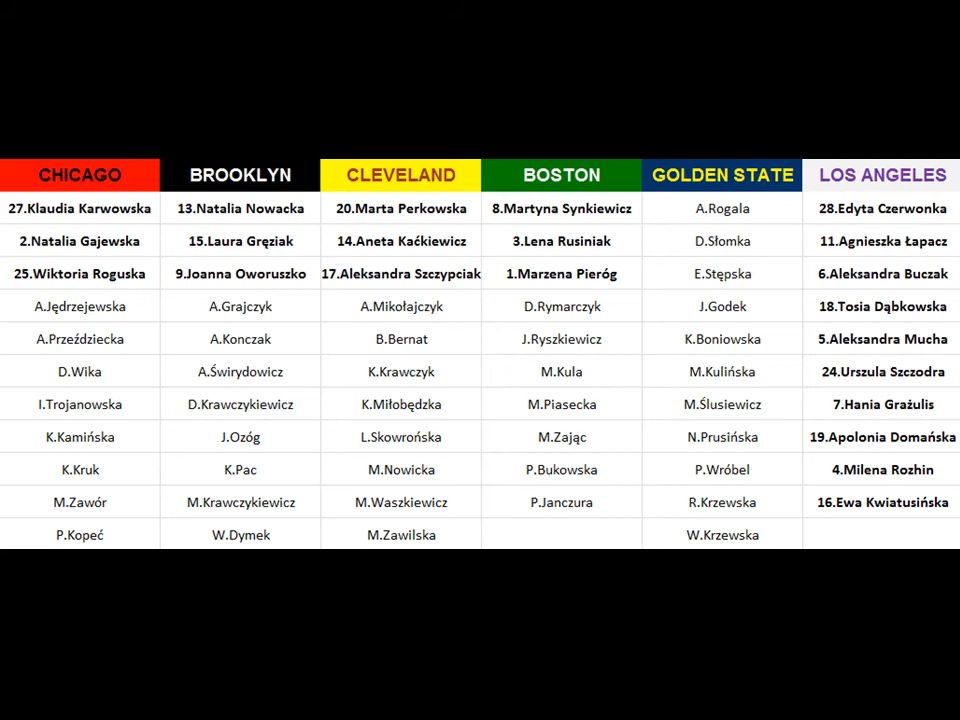 CHICAGO BROOKLYN CLEVELAND BOSTON GOLDEN STATE LOS ANGELES
27.Klaudia Karwowska 13.Natalia Nowacka 20.Marta Perkowska 8.Martyna Synkiewicz A.Rogala 28.Edyta Czerwonka
2.Natalia Gajewska 15.Laura Gręziak 14.Aneta Kaćkiewicz 3.Lena Rusiniak D.Słomka 11.Agnieszka Łapacz
25.Wiktoria Roguska 9.Joanna Oworuszko 17.Aleksandra Szczypciak 1.Marzena Pieróg E.Stępska 6.Aleksandra Buczak
A.Jędrzejewska A.Grajczyk A.Mikołajczyk D.Rymarczyk J.Godek 18.Tosia Dąbkowska
A.Przeździecka A.Konczak B.Bernat J.Ryszkiewicz K.Boniowska 5.Aleksandra Mucha
D.Wika A.Świrydowicz K.Krawczyk M.Kula M.Kulińska 24.Urszula Szczodra
I.Trojanowska D.Krawczykiewicz K.Miłobędzka M.Piasecka M.Ślusiewicz 7.Hania Grażulis
K.Kamińska J.Ozóg L.Skowrońska M.Zając N.Prusińska 19.Apolonia Domańska
K.Kruk K.Pac M.Nowicka P.Bukowska P.Wróbel 4.Milena Rozhin
M.Zawór M.Krawczykiewicz M.Waszkiewicz P.Janczura R.Krzewska 16.Ewa Kwiatusińska
P.Kopeć W.Dymek M.Zawilska W.Krzewska